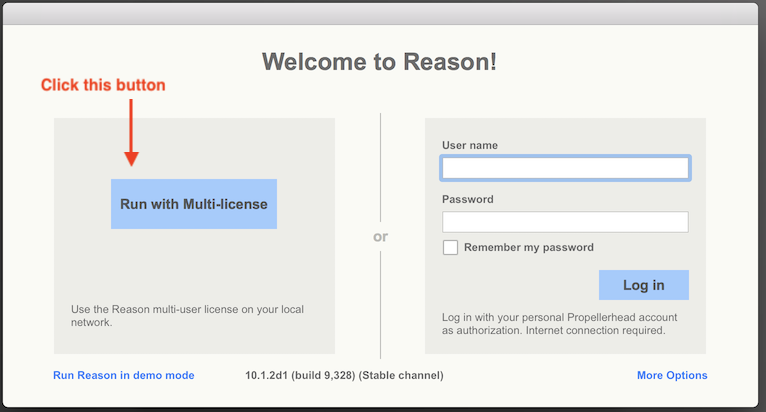 Welcome to Reason!
Click this button
Run with Multi-license
Use the Reason multi-user license on your local
network.
or
User name
Password
Remember my password
Log in
Log in with your personal Propellerhead account
as authorization. Internet connection required.
Run Reason in demo mode
10.1.2d1 (build 9,328) (Stable channel)
More Options